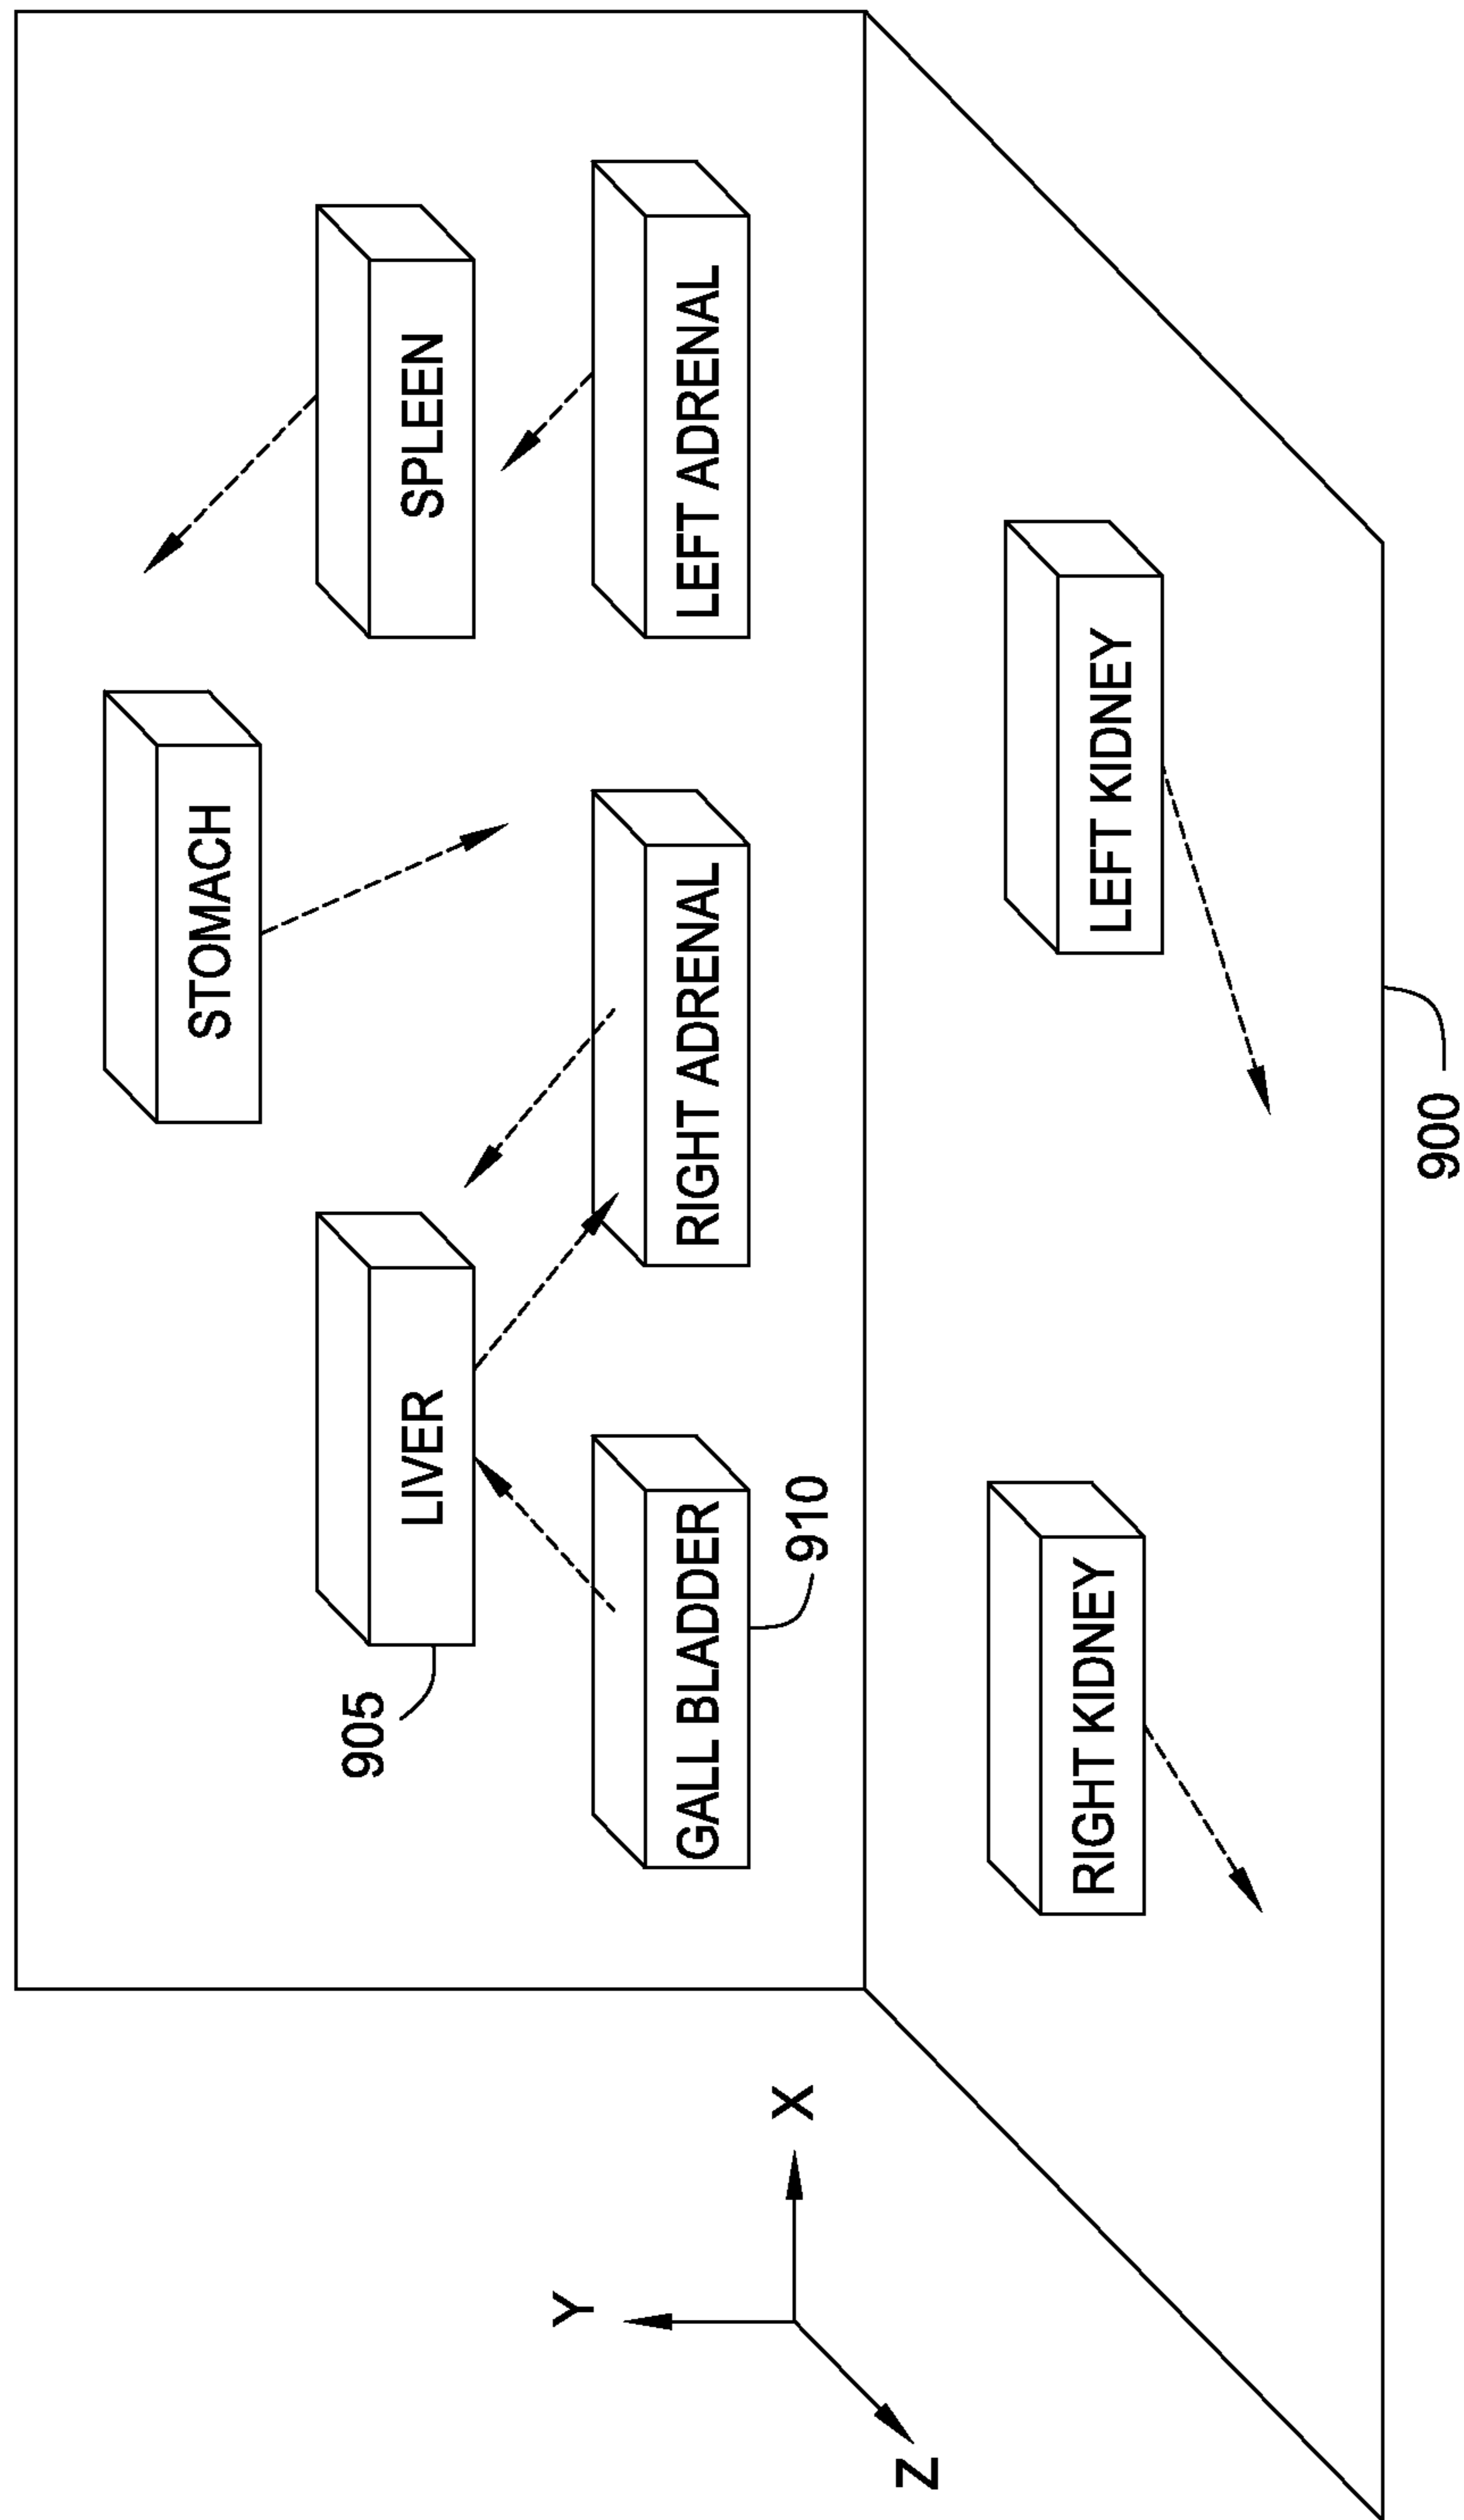 STOMACH
LIVER
SPLEEN
905
GALL BLADDER
RIGHT ADRENAL
LEFT ADRENAL
910
Y
X
Z
RIGHT KIDNEY
LEFT KIDNEY
900